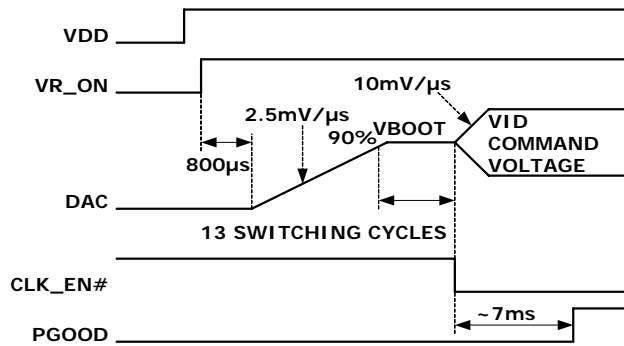 VDD
VR_ON
10mV/µs
2.5mV/µs
90%
VBOOT
VID
COMMAND
VOLTAGE
800µs
DAC
13 SWITCHING CYCLES
CLK_EN#
~7ms
PGOOD